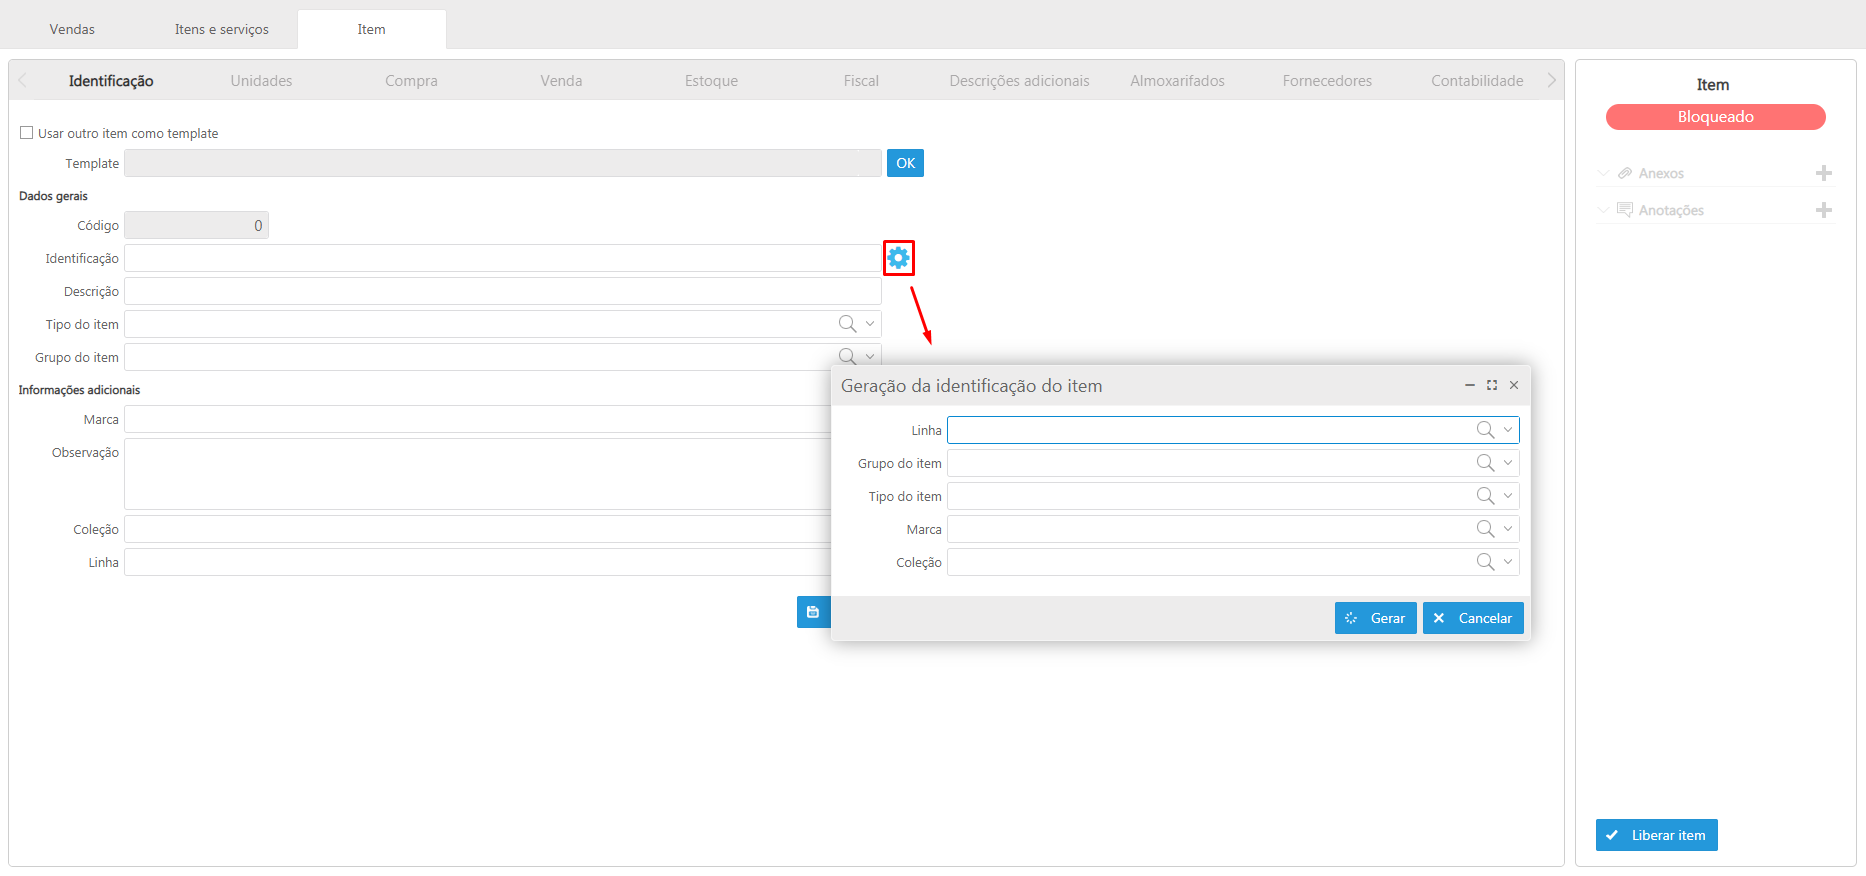 Vendas
Itens e serviços
Item
Identificação
Unidades
Compra
Venda
Estoque
Fiscal
Descrições adicionais
Almoxarifados
Fornecedores
Contabilidade
Usar outro item como template
Template
OK
Dados gerais
Código
0
Identificação
Descrição
Tipo do item
Grupo do item
Informações adicionais
Marca
Observação
Coleção
Linha
Geração da identificação do item
Linha
Grupo do item
Tipo do item
Marca
Coleção
Gerar
Cancelar
Item
Bloqueado
Anexos
Anotações
Liberar item